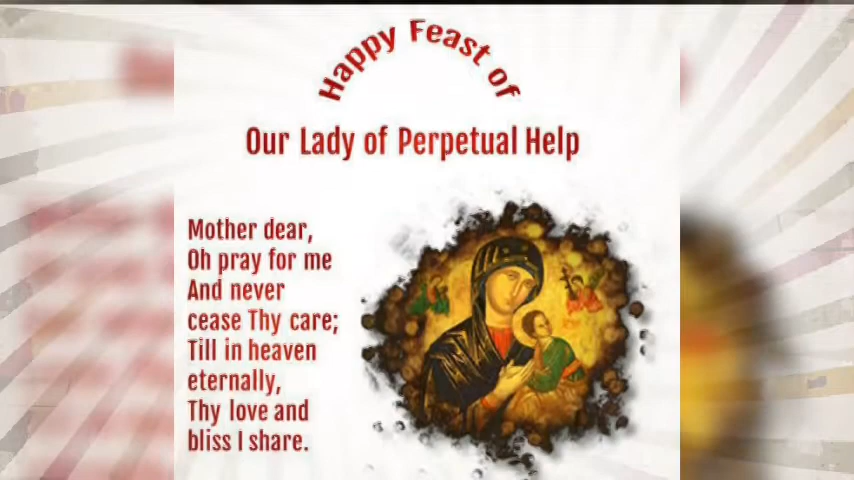 Happy Feast of
Our Lady of Perpetual Help
Mother dear,
Oh pray for me
And never
cease Thy care;
Till in heaven
eternally,
Thy love and
bliss I share.